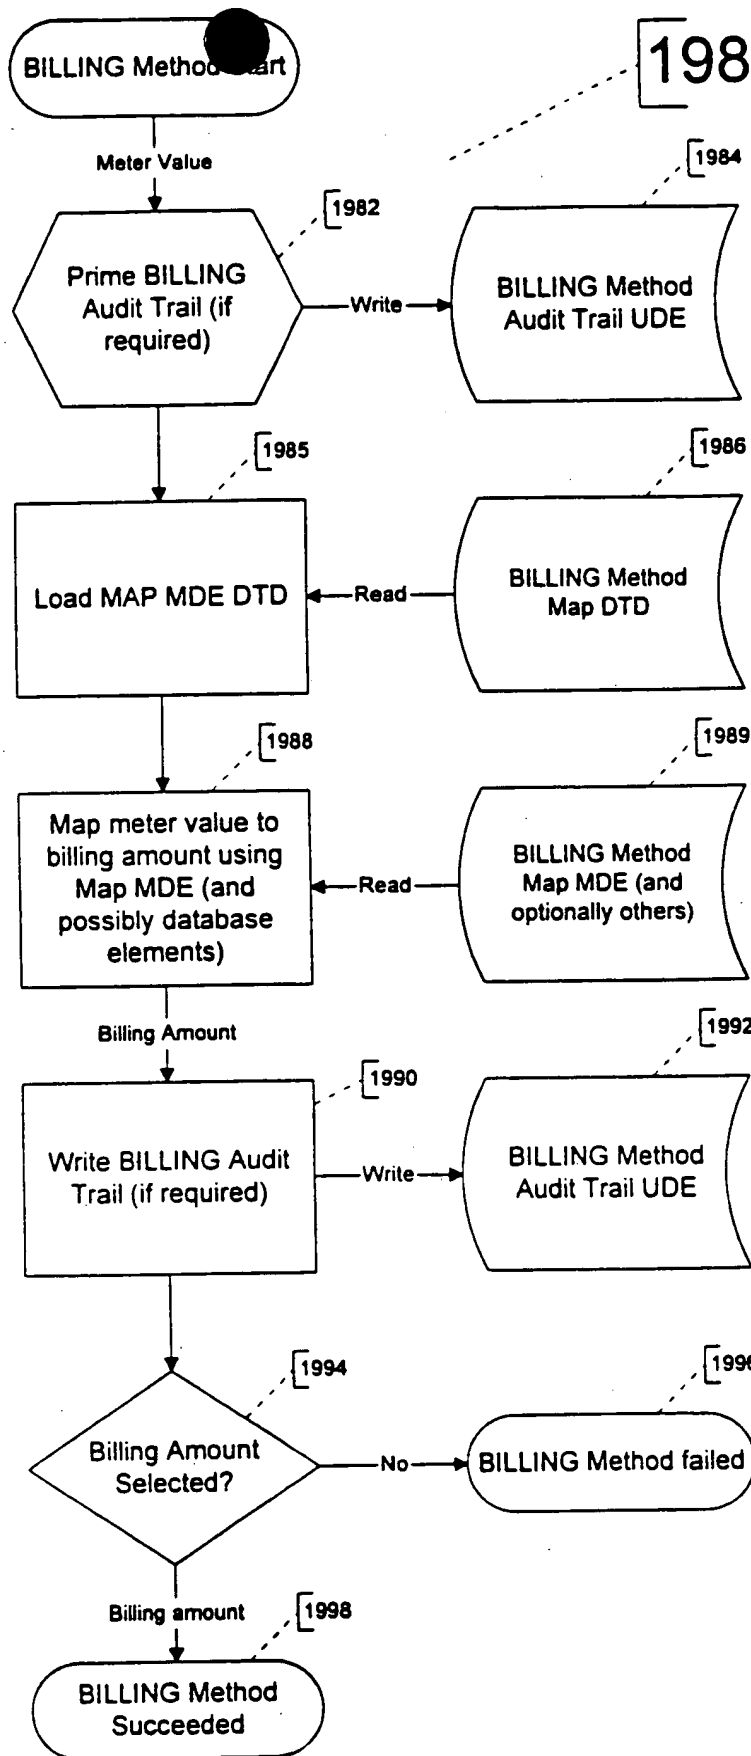 BILLING Method
198
Meter Value
1984
1982
Prime BILLING
Audit Trail (if
required)
Write
BILLING Method
Audit Trail UDE
1985
1986
Load MAP MDE DTD
Read
BILLING Method
Map DTD
1988
1989
Map meter value to
billing amount using
Map MDE (and
possibly database
elements)
Read
BILLING Method
Map MDE (and
optionally others)
Billing Amount
1990
1992
Write BILLING Audit
Trail (if required)
Write
BILLING Method
Audit Trail UDE
1994
1996
Billing Amount
Selected?
No
BILLING Method failed
Billing amount
1998
BILLING Method
Succeeded